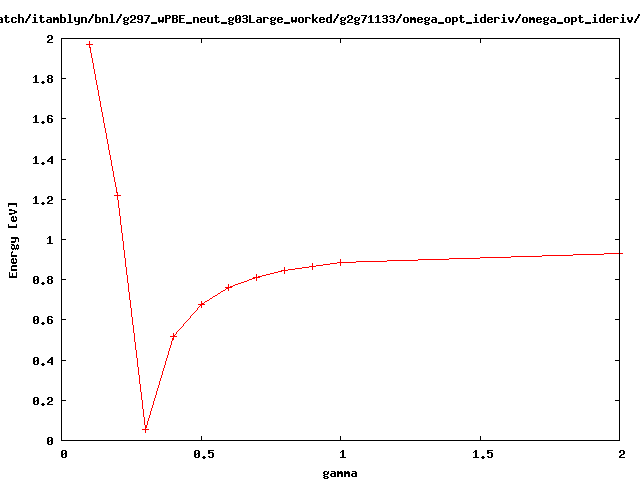 atch/itamblyn/bnl/g297_wPBE_neut_g03Large_worked/g2g71133/omega_opt_ideriv/omega_opt_ideriv/
2
1.8
1.6
1.4
1.2
1
0.8
0.6
0.4
0.2
0
Energy [eV]
0 0.5 1 1.5 2
gamma